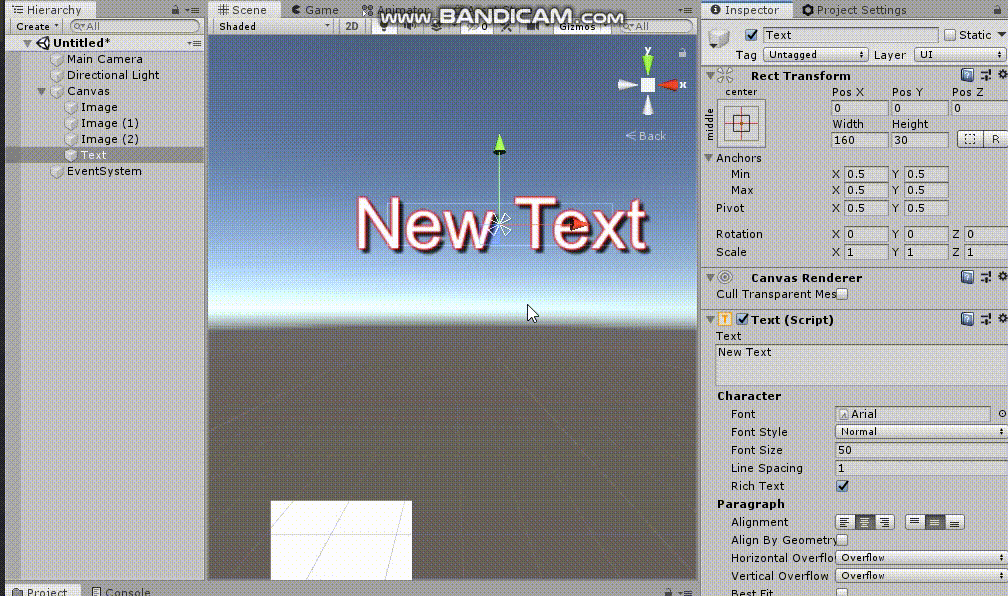 Hierarchy
Create
All
Untitled*
Main Camera
Directional Light
Canvas
Image
Image (1)
Image (2)
Text
EventSystem
Scene
Game
Animator
www.BANDICAM.com
Shaded
2D
0
Gizmos
All
y
x
Back
New Text
Inspector
Project Settings
Text
Static
Tag
Untagged
Layer
UI
Rect Transform
center
middle
Pos X
Pos Y
Pos Z
0
0
0
Width
Height
160
30
R
Anchors
Min
X 0.5
Y 0.5
Max
X 0.5
Y 0.5
Pivot
X 0.5
Y 0.5
Rotation
X 0
Y 0
Z 0
Scale
X 1
Y 1
Z 1
Canvas Renderer
Cull Transparent Mes
Text (Script)
Text
New Text
Character
Font
Arial
Font Style
Normal
Font Size
50
Line Spacing
1
Rich Text
Paragraph
Alignment
Align By Geometry
Horizontal Overflo
Overflow
Vertical Overflow
Overflow
Best Fit
Project
Console